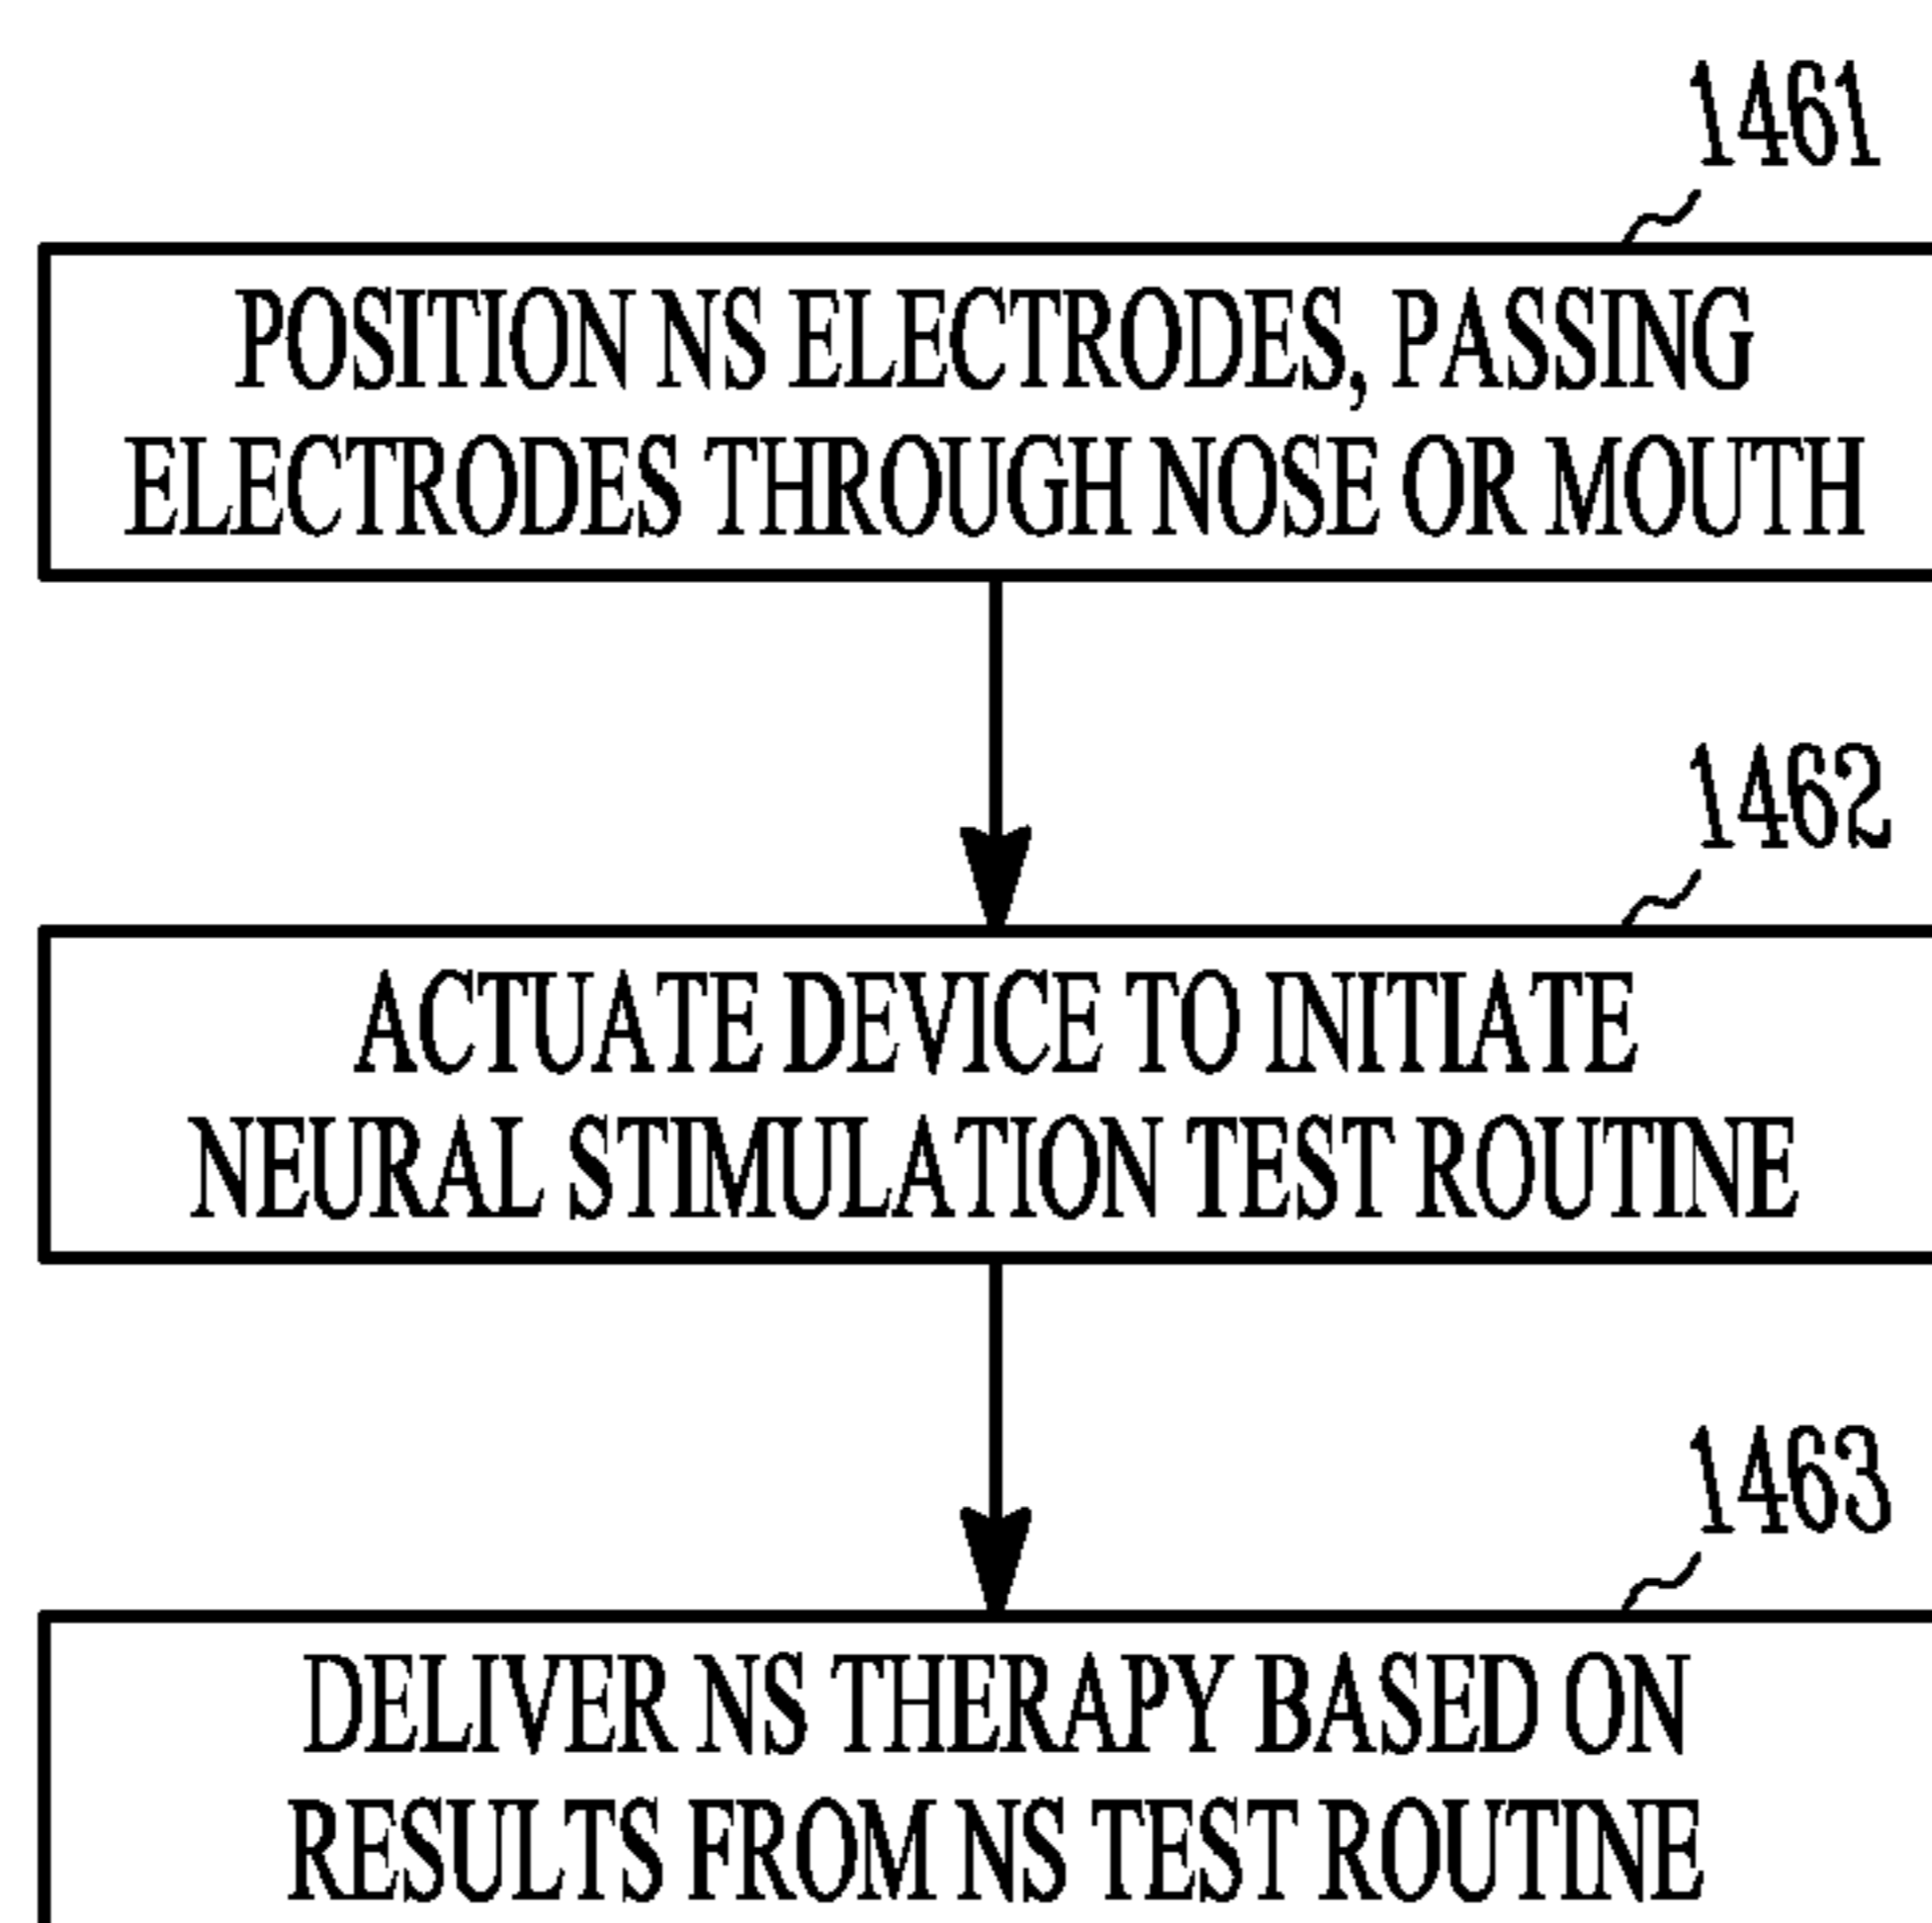 1461
POSITION NS ELECTRODES, PASSING
ELECTRODES THROUGH NOSE OR MOUTH
1462
ACTUATE DEVICE TO INITIATE
NEURAL STIMULATION TEST ROUTINE
1463
DELIVER NS THERAPY BASED ON
RESULTS FROM NS TEST ROUTINE